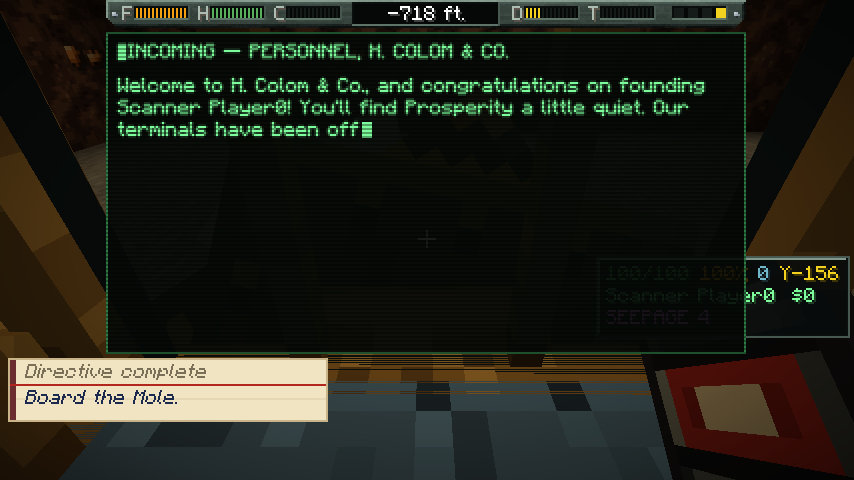 F H C -718 ft. D T
INCOMING — PERSONNEL, H. COLOM & CO.
Welcome to H. Colom & Co., and congratulations on founding
Scanner Player0! You'll find Prosperity a little quiet. Our
terminals have been off
100/100 100% 0 Y-156
Scanner Player0 $0
SEEPAGE 4
Directive complete
Board the Mole.